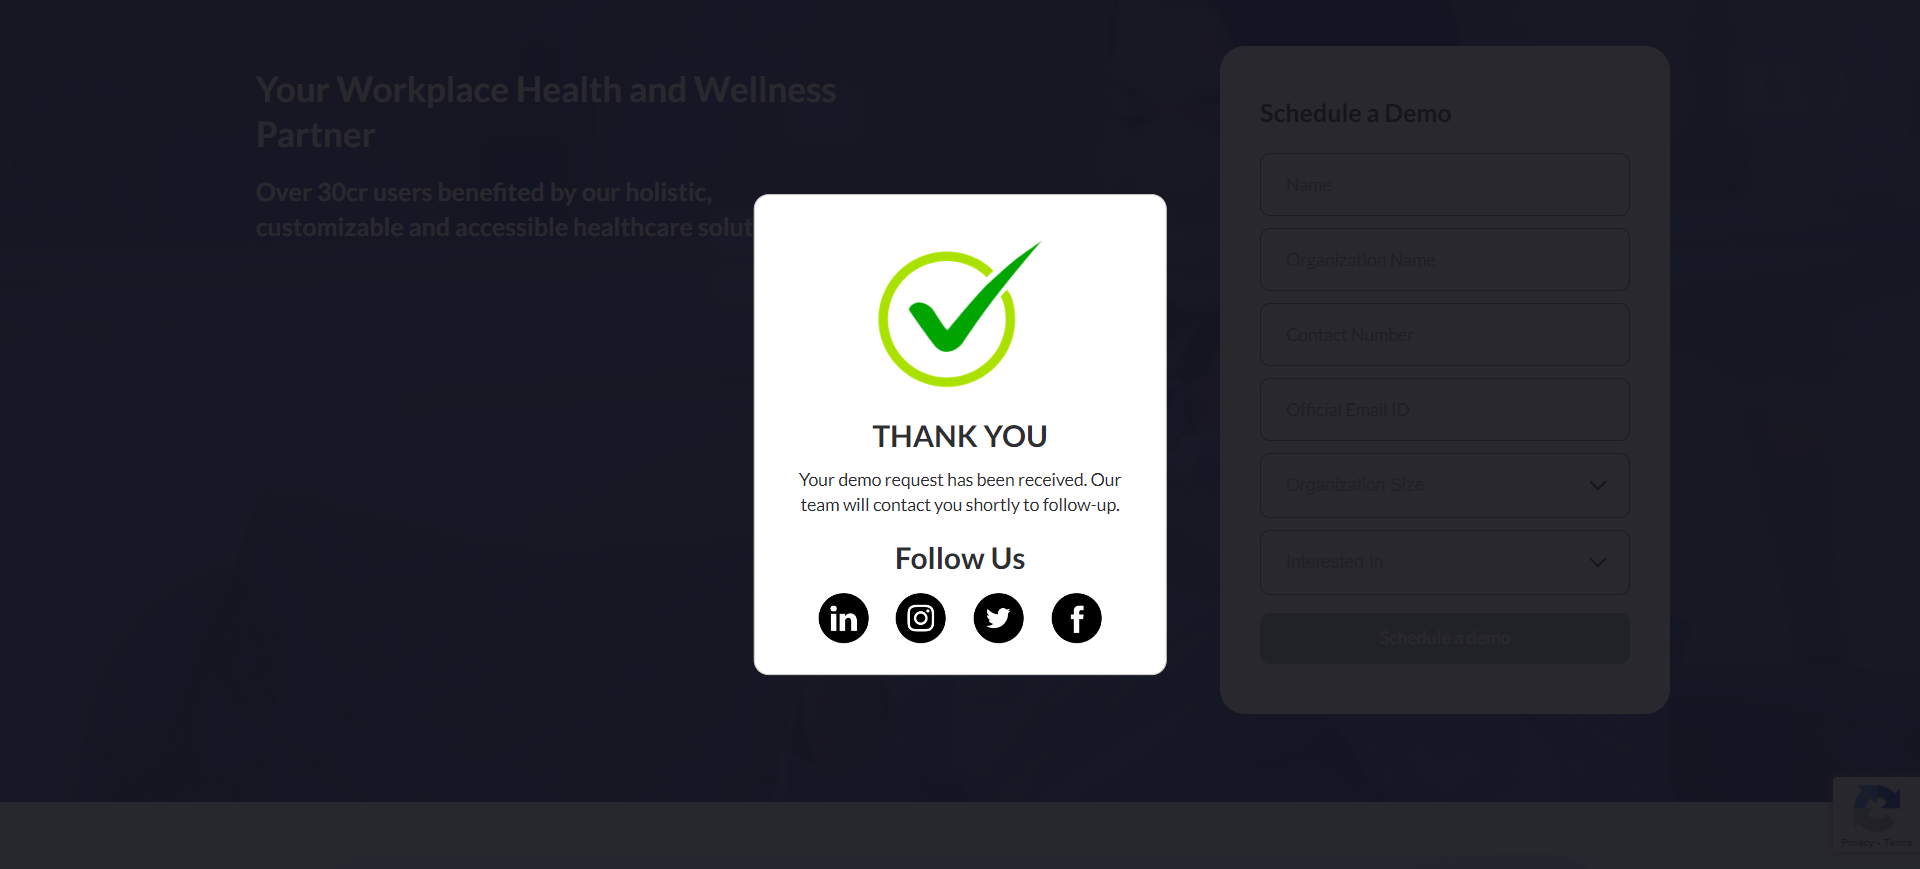 Your Workplace Health and Wellness
Partner
Over 30cr users benefited by our holistic,
customizable and accessible healthcare solut
THANK YOU
Your demo request has been received. Our
team will contact you shortly to follow-up.
Follow Us
Schedule a Demo
Name
Organization Name
Contact Number
Official Email ID
Organization Size
Interested In
Schedule a demo
Privacy - Terms